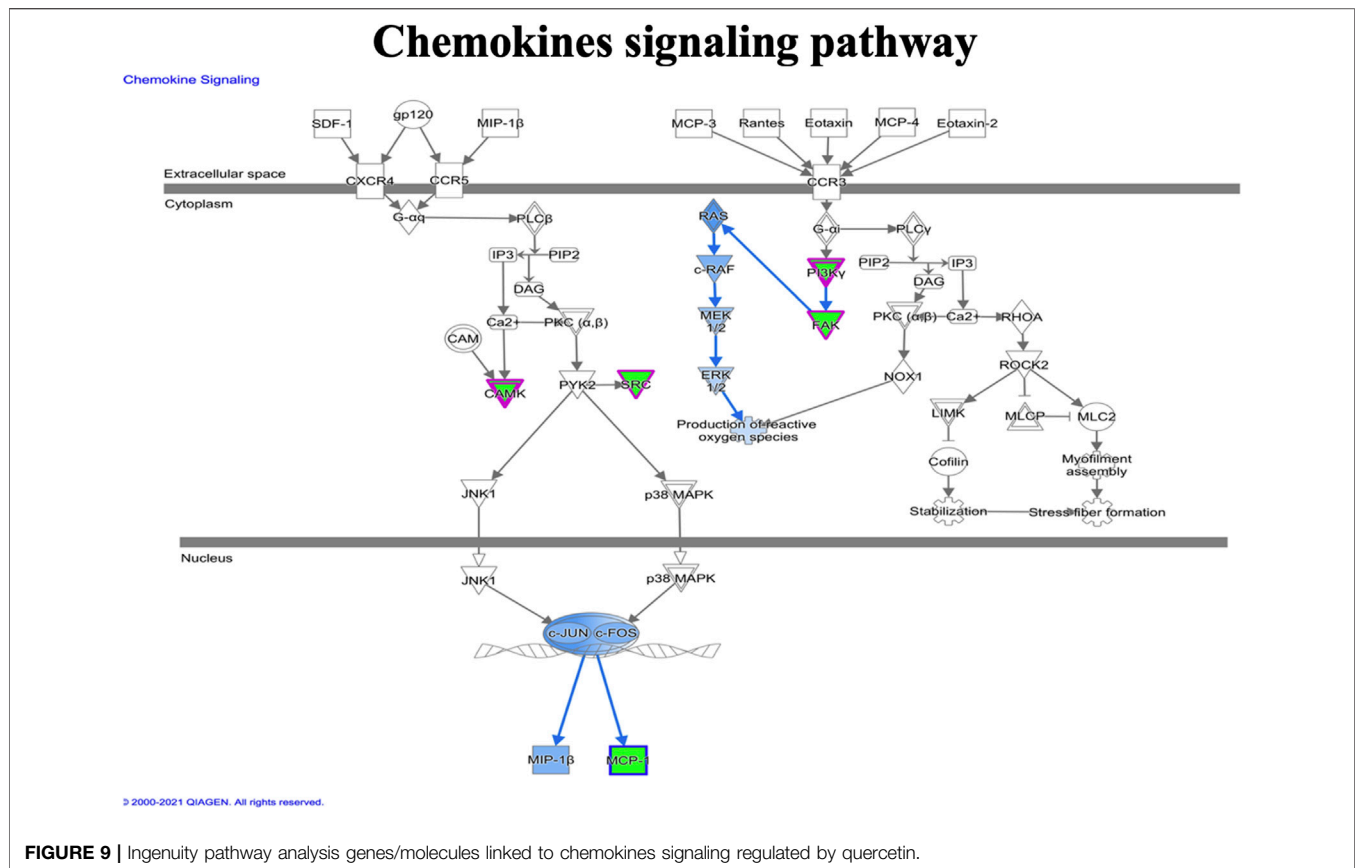 Chemokines signaling pathway
Chemokine Signaling
SDF-1
gp120
MIP-1β
MCP-3
Rantes
Eotaxin
MCP-4
Eotaxin-2
Extracellular space
CXCR4
CCR5
CCR3
Cytoplasm
G-αq
PLCβ
RAS
G-αi
PLCγ
IP3
PIP2
c-RAF
PI3Kγ
PIP2
IP3
DAG
DAG
Ca2+
PKC (α,β)
MEK
1/2
FAK
PKC (α,β)
Ca2+
RHOA
CAM
CAMK
PYK2
SRC
ERK
1/2
NOX1
ROCK2
LIMK
MLCP
MLC2
Production of reactive
oxygen species
Cofilin
Myofilment
assembly
JNK1
p38 MAPK
Stabilization
Stress fiber formation
Nucleus
JNK1
p38 MAPK
c-JUN
c-FOS
MIP-1β
MCP-1
© 2000-2021 QIAGEN. All rights reserved.
FIGURE 9 | Ingenuity pathway analysis genes/molecules linked to chemokines signaling regulated by quercetin.